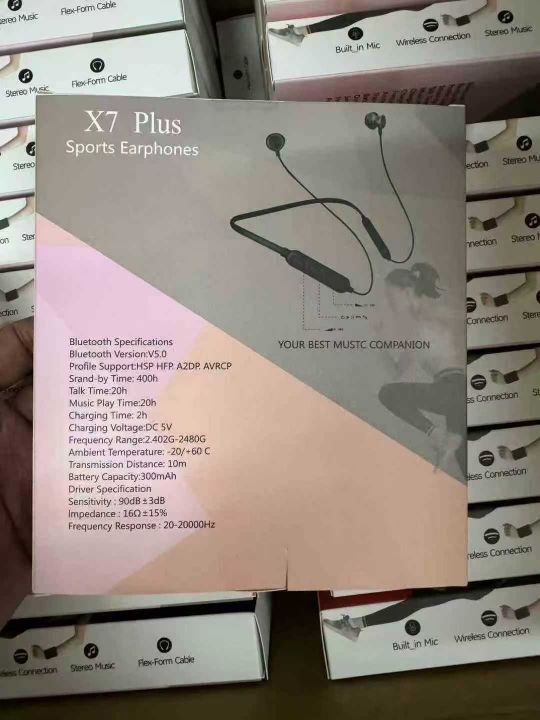 Stereo Music
Flex-Form Cable
Stereo Music
Flex-Form Cable
Built_in Mic
Wireless Connection
Stereo Music
X7 Plus
Sports Earphones
YOUR BEST MUSTC COMPANION
Bluetooth Specifications
Bluetooth Version:V5.0
Profile Support:HSP HFP. A2DP. AVRCP
Srand-by Time: 400h
Talk Time:20h
Music Play Time:20h
Charging Time: 2h
Charging Voltage:DC 5V
Frequency Range:2.402G-2480G
Ambient Temperature: -20/+60 C
Transmission Distance: 10m
Battery Capacity:300mAh
Driver Specification
Sensitivity : 90dB ±3dB
Impedance : 16Ω ±15%
Frequency Response : 20-20000Hz
Stereo
Connection
Connection
Connection
Connection
Stereo Music
Flex-Form Cable
Built_in Mic
Wireless Connection